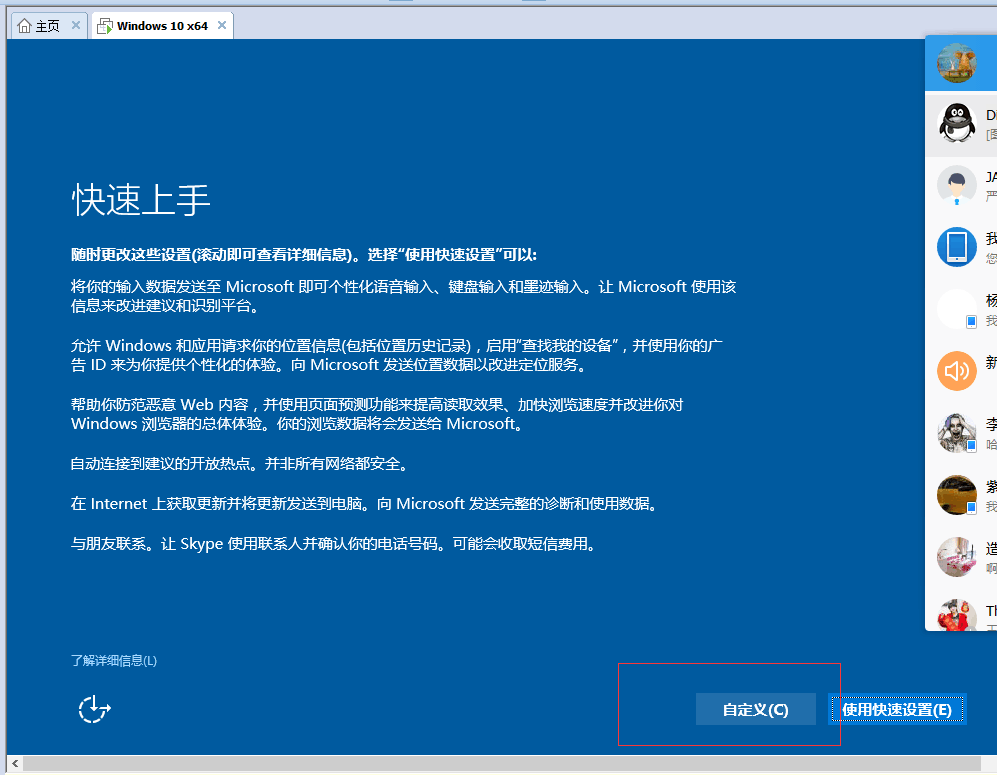 主页
Windows 10 x64
快速上手
随时更改这些设置(滚动即可查看详细信息)。选择“使用快速设置”可以:
将你的输入数据发送至 Microsoft 即可个性化语音输入、键盘输入和墨迹输入。让 Microsoft 使用该
信息来改进建议和识别平台。
允许 Windows 和应用请求你的位置信息(包括位置历史记录)，启用“查找我的设备”，并使用你的广
告 ID 来为你提供个性化的体验。向 Microsoft 发送位置数据以改进定位服务。
帮助你防范恶意 Web 内容，并使用页面预测功能来提高读取效果、加快浏览速度并改进你对
Windows 浏览器的总体体验。你的浏览数据将会发送给 Microsoft。
自动连接到建议的开放热点。并非所有网络都安全。
在 Internet 上获取更新并将更新发送到电脑。向 Microsoft 发送完整的诊断和使用数据。
与朋友联系。让 Skype 使用联系人并确认你的电话号码。可能会收取短信费用。
了解详细信息(L)
自定义(C)
使用快速设置(E)
JA
严
我
您
杨
我
新
李
哈
紫
我
造
啊
Th